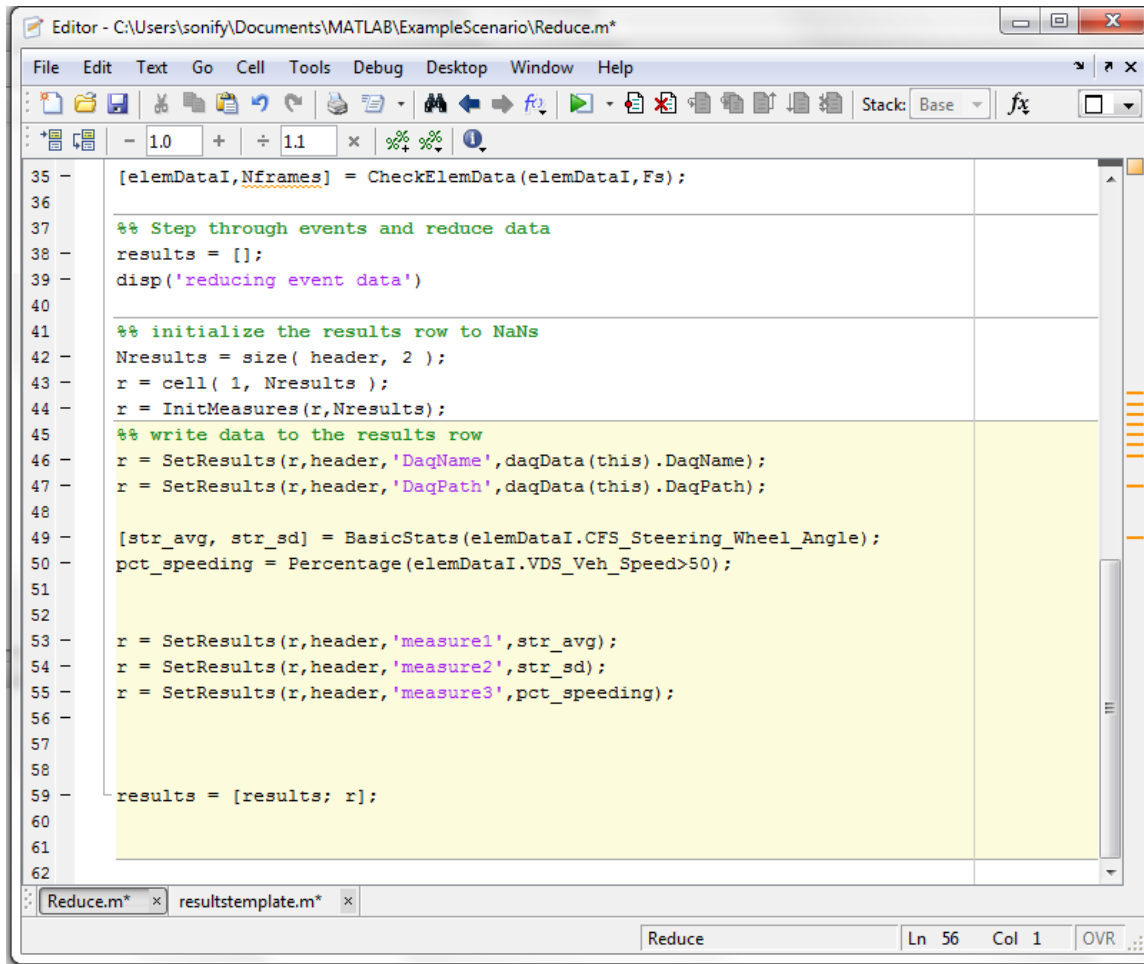 Editor - C:\Users\sonify\Documents\MATLAB\ExampleScenario\Reduce.m*
File Edit Text Go Cell Tools Debug Desktop Window Help
Stack: Base fx
− 1.0 + ÷ 1.1 ×
35 − [elemDataI,Nframes] = CheckElemData(elemDataI,Fs);
36
37 %% Step through events and reduce data
38 − results = [];
39 − disp('reducing event data')
40
41 %% initialize the results row to NaNs
42 − Nresults = size( header, 2 );
43 − r = cell( 1, Nresults );
44 − r = InitMeasures(r,Nresults);
45 %% write data to the results row
46 − r = SetResults(r,header,'DaqName',daqData(this).DaqName);
47 − r = SetResults(r,header,'DaqPath',daqData(this).DaqPath);
48
49 − [str_avg, str_sd] = BasicStats(elemDataI.CFS_Steering_Wheel_Angle);
50 − pct_speeding = Percentage(elemDataI.VDS_Veh_Speed>50);
51
52
53 − r = SetResults(r,header,'measure1',str_avg);
54 − r = SetResults(r,header,'measure2',str_sd);
55 − r = SetResults(r,header,'measure3',pct_speeding);
56 −
57
58
59 − results = [results; r];
60
61
62
Reduce.m* × resultstemplate.m* ×
Reduce Ln 56 Col 1 OVR